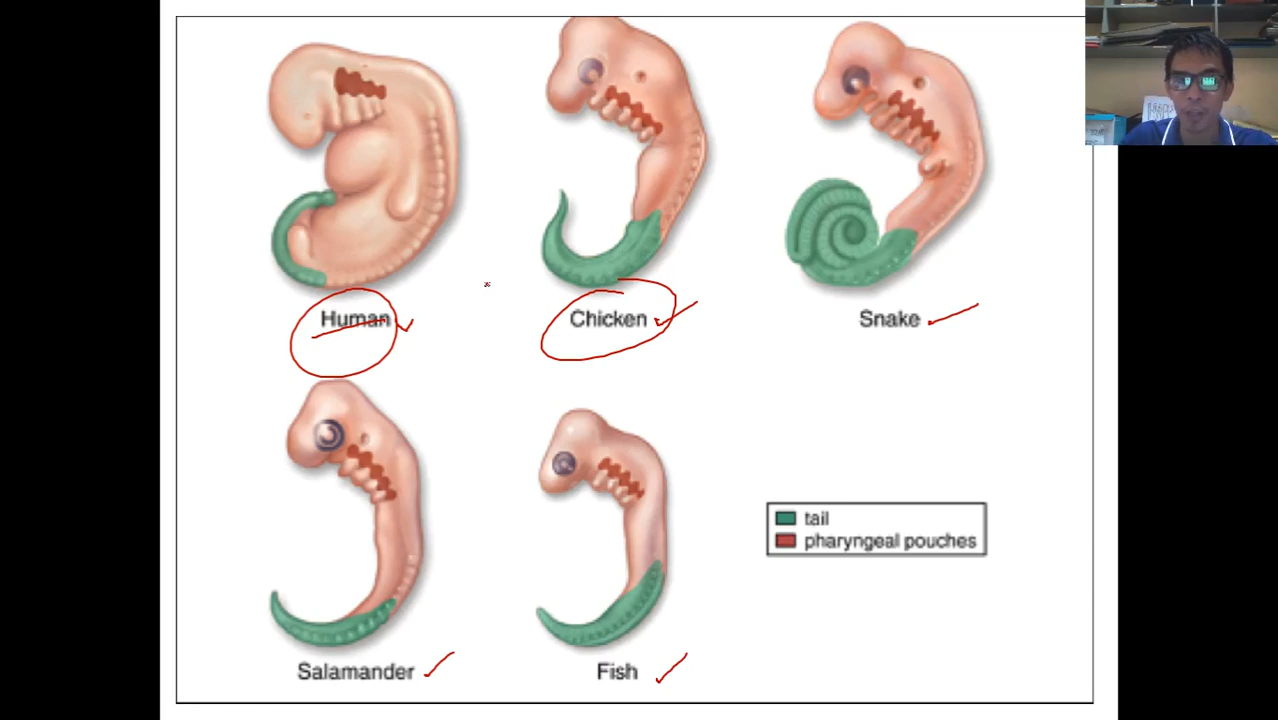 Human
Chicken
Snake
Salamander
Fish
tail
pharyngeal pouches